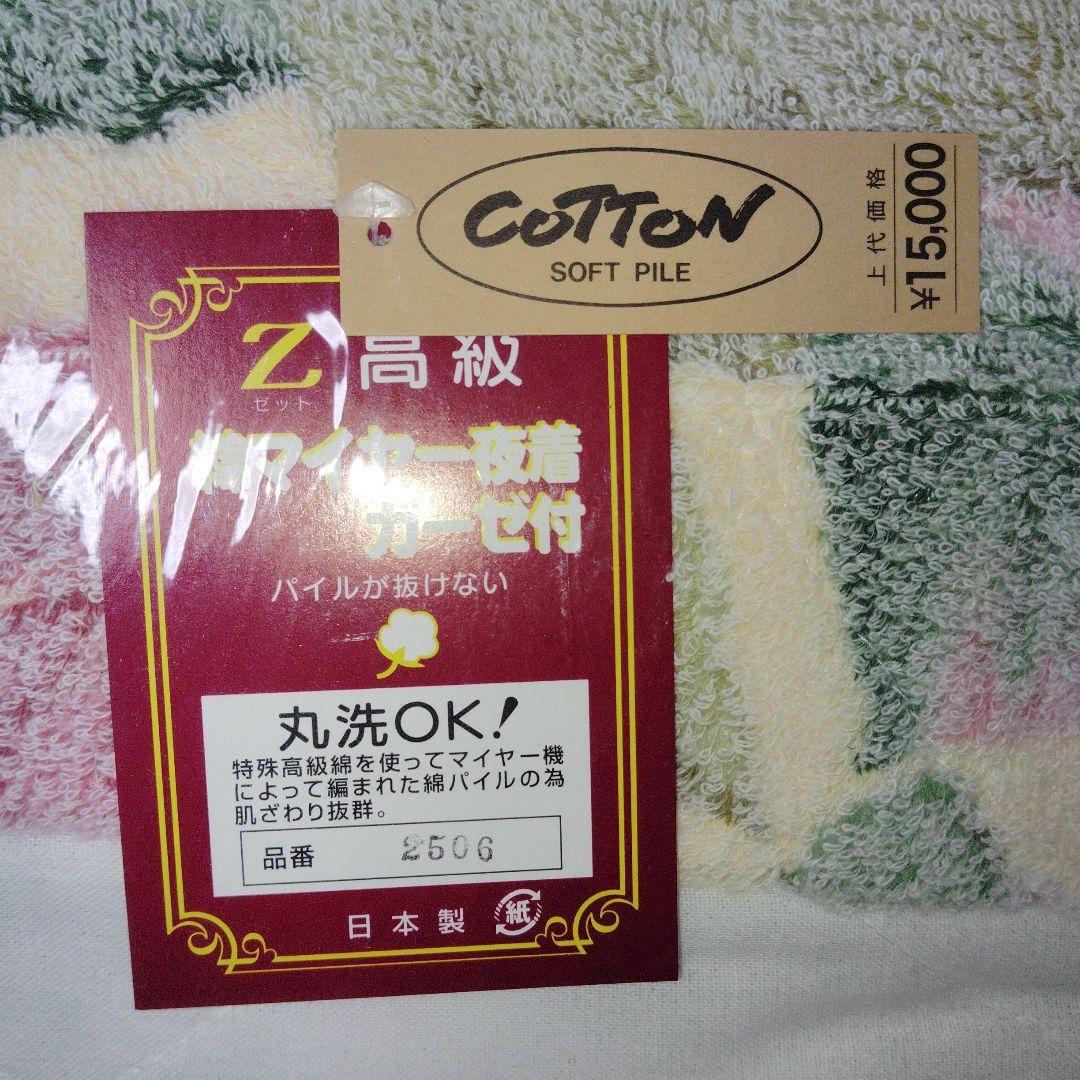 COTTON
SOFT PILE
上代価格
¥15,000
Z 高級
ゼット
綿マイヤー夜着
ガーゼ付
パイルが抜けない
丸洗OK!
特殊高級綿を使ってマイヤー機
によって編まれた綿パイルの為
肌ざわり抜群。
品番 2506
日本製 紙